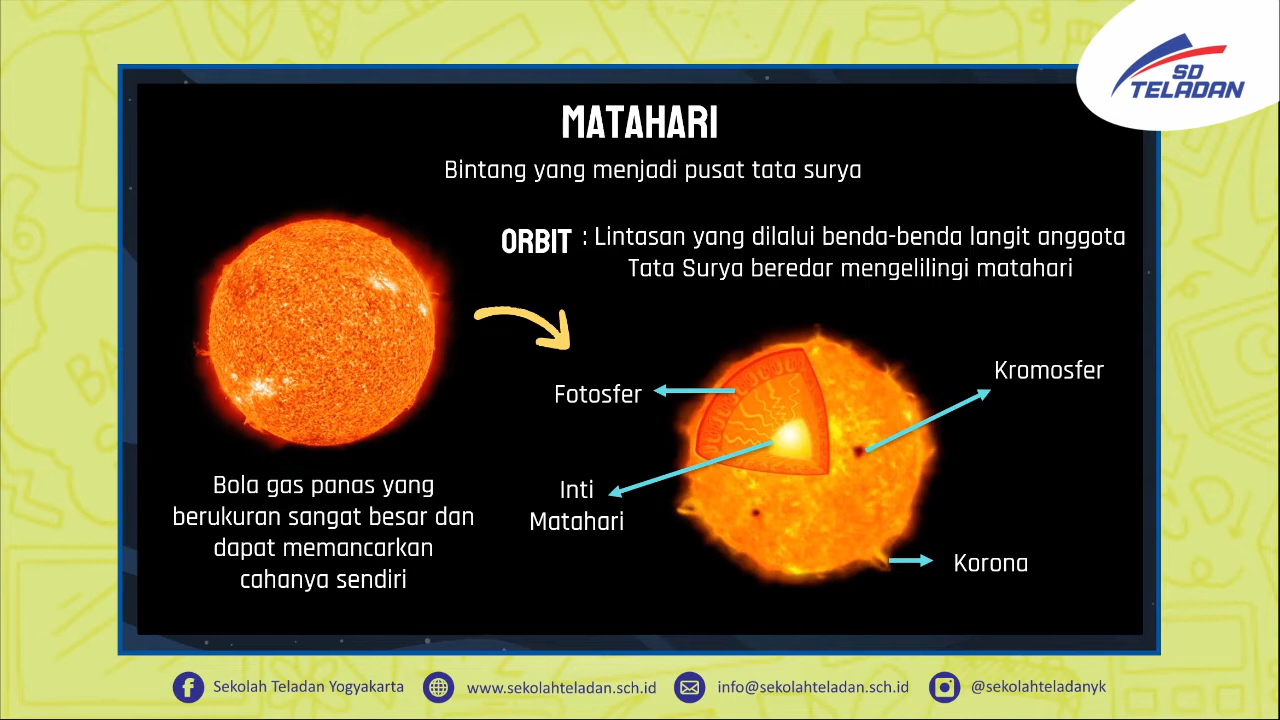 SD
TELADAN
MATAHARI
Bintang yang menjadi pusat tata surya
ORBIT : Lintasan yang dilalui benda-benda langit anggota
Tata Surya beredar mengelilingi matahari
Kromosfer
Fotosfer
Inti
Matahari
Korona
Bola gas panas yang
berukuran sangat besar dan
dapat memancarkan
cahanya sendiri
Sekolah Teladan Yogyakarta
www.sekolahteladan.sch.id
info@sekolahteladan.sch.id
@sekolahteladanyk